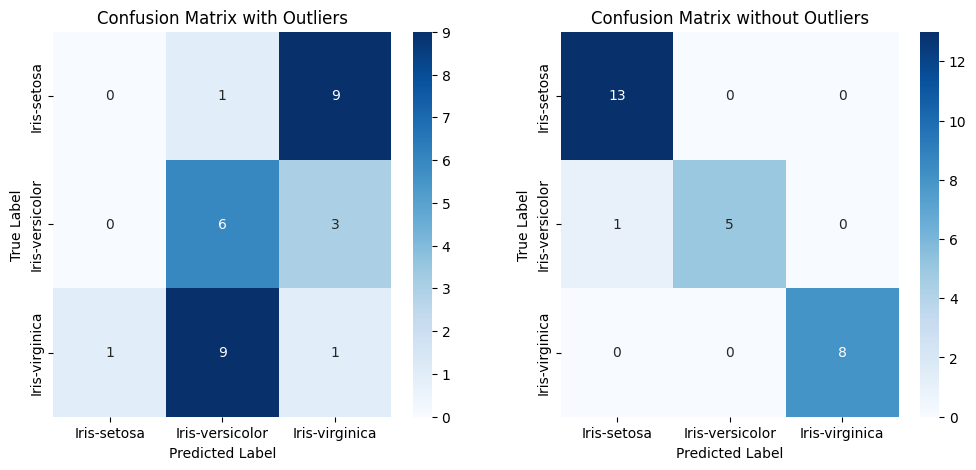 Confusion Matrix with Outliers
Iris-setosa
Iris-versicolor
Iris-virginica
True Label
0 1 9
0 6 3
1 9 1
Iris-setosa Iris-versicolor Iris-virginica
Predicted Label
9
8
7
6
5
4
3
2
1
0
Confusion Matrix without Outliers
Iris-setosa
Iris-versicolor
Iris-virginica
True Label
13 0 0
1 5 0
0 0 8
Iris-setosa Iris-versicolor Iris-virginica
Predicted Label
12
10
8
6
4
2
0